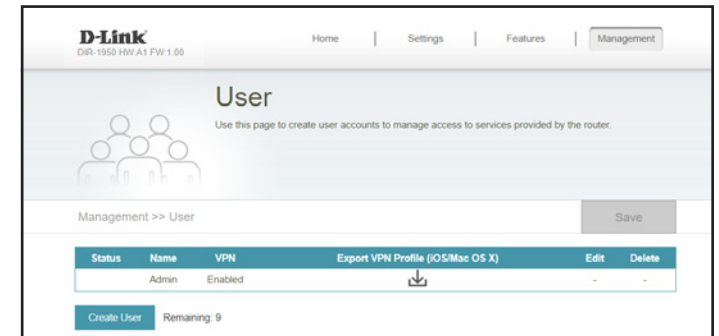 D-Link
DIR-1950 HW:A1 FW:1.00
Home | Settings | Features | Management
User
Use this page to create user accounts to manage access to services provided by the router.
Management >> User
Save
Status Name VPN Export VPN Profile (iOS/Mac OS X) Edit Delete
Admin Enabled - -
Create User Remaining: 9